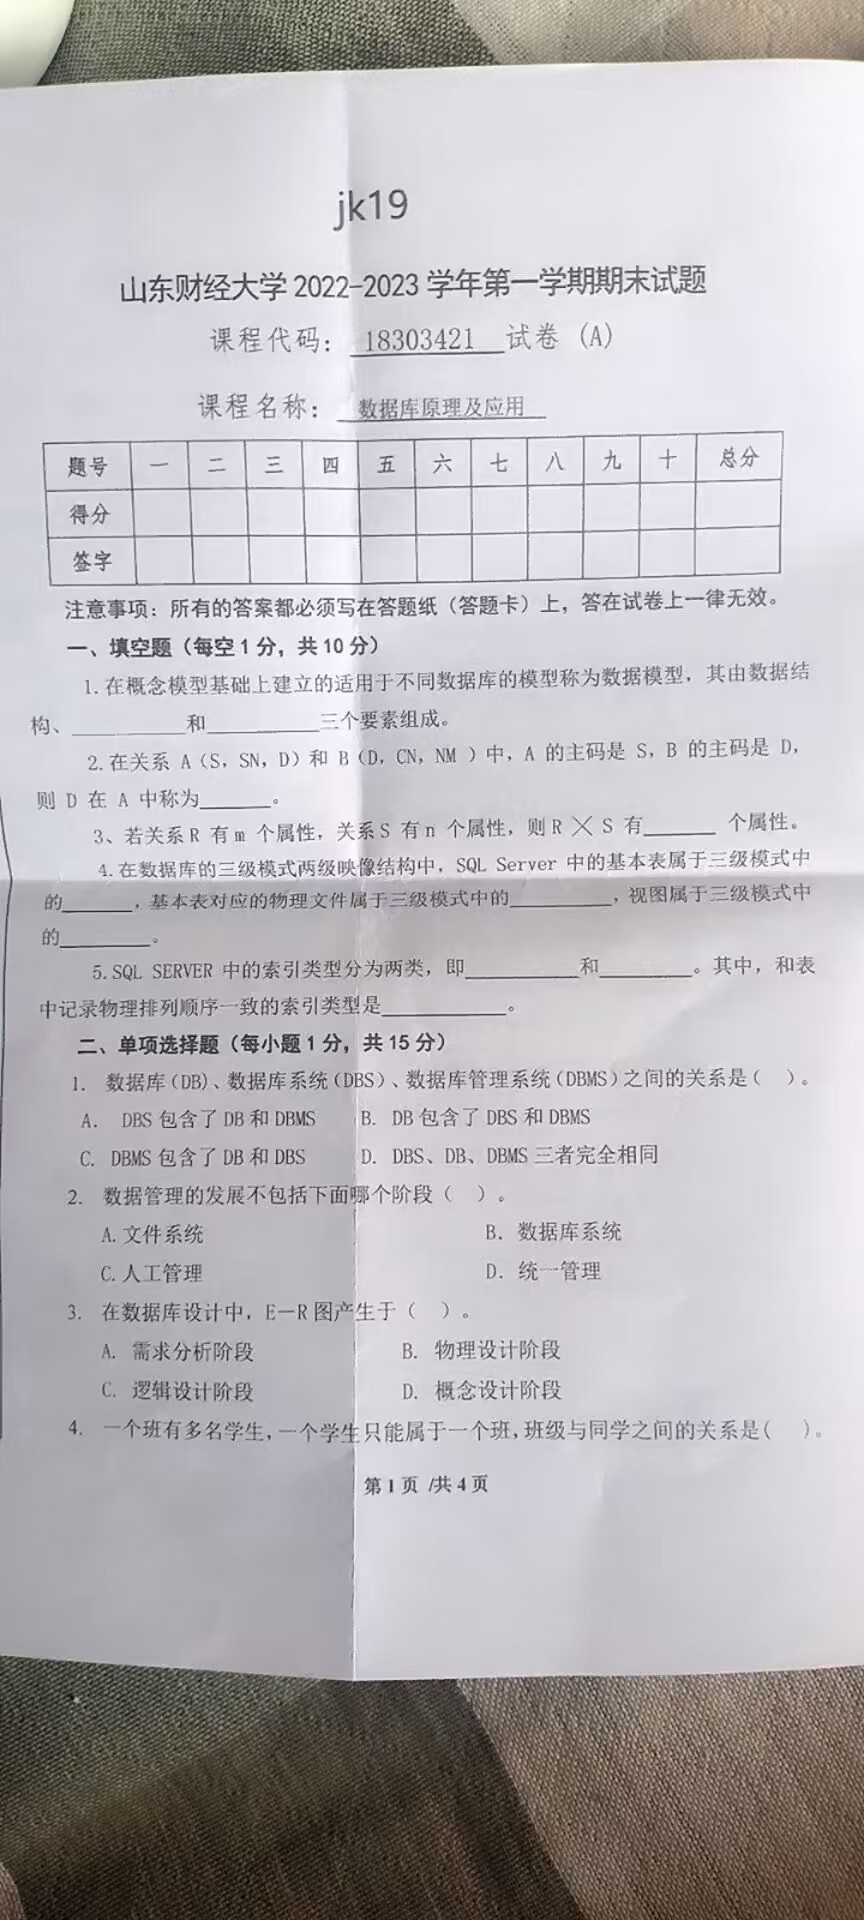 jk19
山东财经大学 2022-2023 学年第一学期期末试题
课程代码： 18303421 试卷 (A)
课程名称： 数据库原理及应用
题号 一 二 三 四 五 六 七 八 九 十 总分
得分
签字
注意事项：所有的答案都必须写在答题纸（答题卡）上，答在试卷上一律无效。
一、填空题（每空 1 分，共 10 分）
1.在概念模型基础上建立的适用于不同数据库的模型称为数据模型，其由数据结
构、__________和__________三个要素组成。
2.在关系 A（S，SN，D）和 B（D，CN，NM ）中，A 的主码是 S，B 的主码是 D，
则 D 在 A 中称为______。
3、若关系 R 有 m 个属性，关系 S 有 n 个属性，则 R ╳ S 有______ 个属性。
4.在数据库的三级模式两级映像结构中，SQL Server 中的基本表属于三级模式中
的______，基本表对应的物理文件属于三级模式中的_________，视图属于三级模式中
的________。
5.SQL SERVER 中的索引类型分为两类，即__________和________。其中，和表
中记录物理排列顺序一致的索引类型是___________。
二、单项选择题（每小题 1 分，共 15 分）
1. 数据库（DB)、数据库系统（DBS）、数据库管理系统（DBMS）之间的关系是（ ）。
A. DBS 包含了 DB 和 DBMS B. DB 包含了 DBS 和 DBMS
C. DBMS 包含了 DB 和 DBS D. DBS、DB、DBMS 三者完全相同
2. 数据管理的发展不包括下面哪个阶段（ ）。
A.文件系统 B. 数据库系统
C.人工管理 D. 统一管理
3. 在数据库设计中，E－R 图产生于（ ）。
A. 需求分析阶段 B. 物理设计阶段
C. 逻辑设计阶段 D. 概念设计阶段
4. 一个班有多名学生，一个学生只能属于一个班，班级与同学之间的关系是( )。
第 1 页 /共 4 页